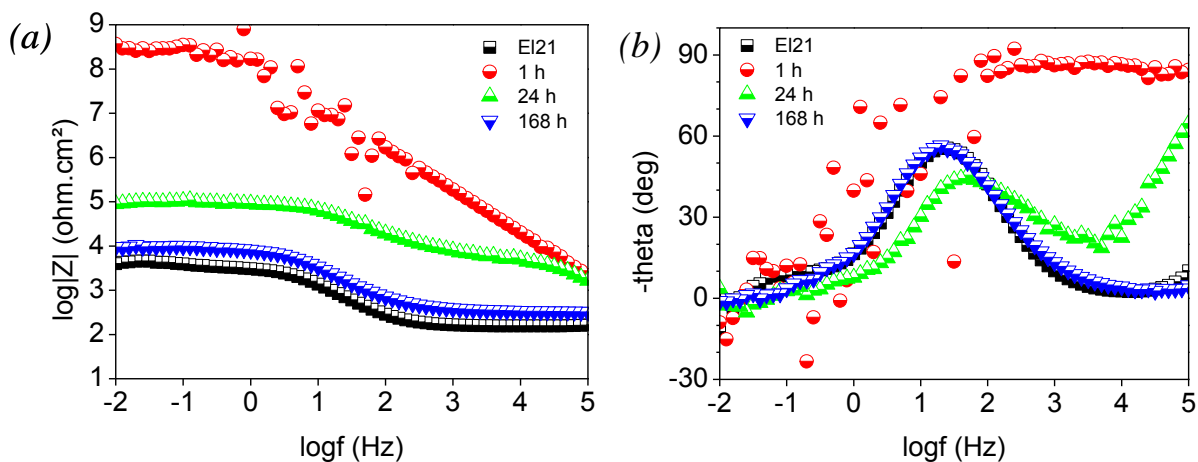 (a)
log|Z| (ohm.cm²)
9
8
7
6
5
4
3
2
1
El21
1 h
24 h
168 h
-2 -1 0 1 2 3 4 5
logf (Hz)
(b)
-theta (deg)
90
60
30
0
-30
El21
1 h
24 h
168 h
-2 -1 0 1 2 3 4 5
logf (Hz)